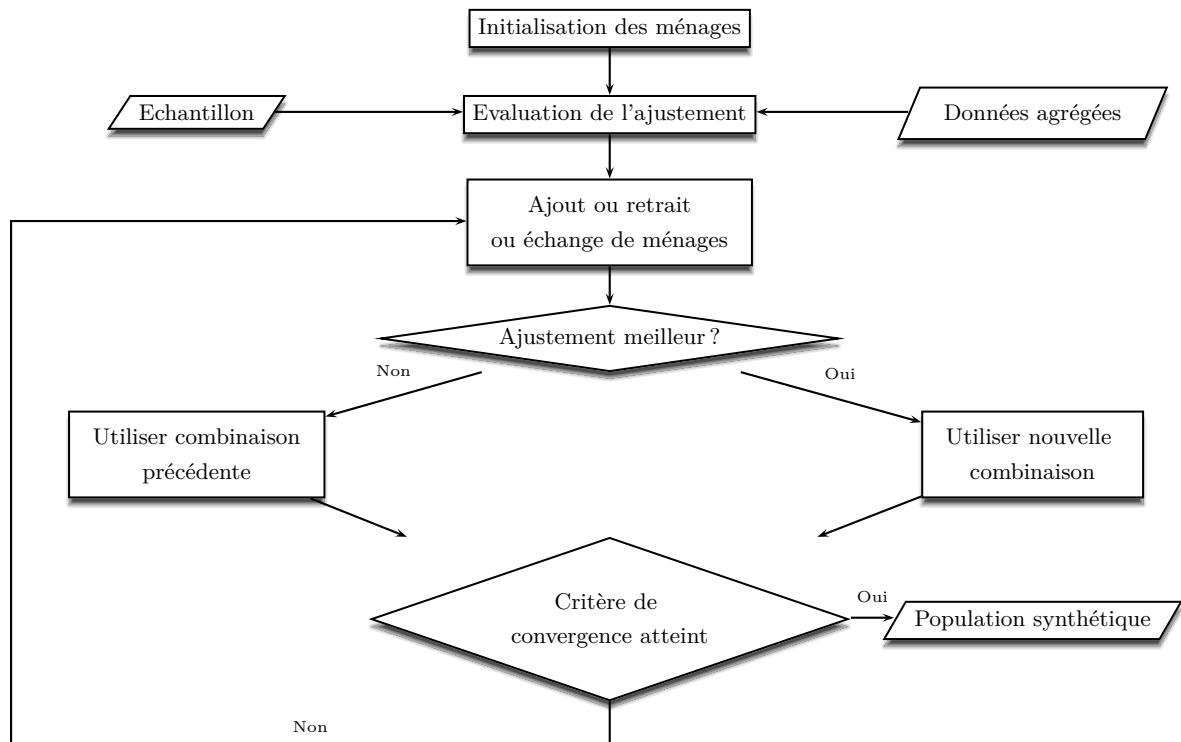 Initialisation des ménages
Echantillon
Evaluation de l'ajustement
Données agrégées
Ajout ou retrait
ou échange de ménages
Ajustement meilleur ?
Non
Oui
Utiliser combinaison
précédente
Utiliser nouvelle
combinaison
Critère de
convergence atteint
Oui
Population synthétique
Non